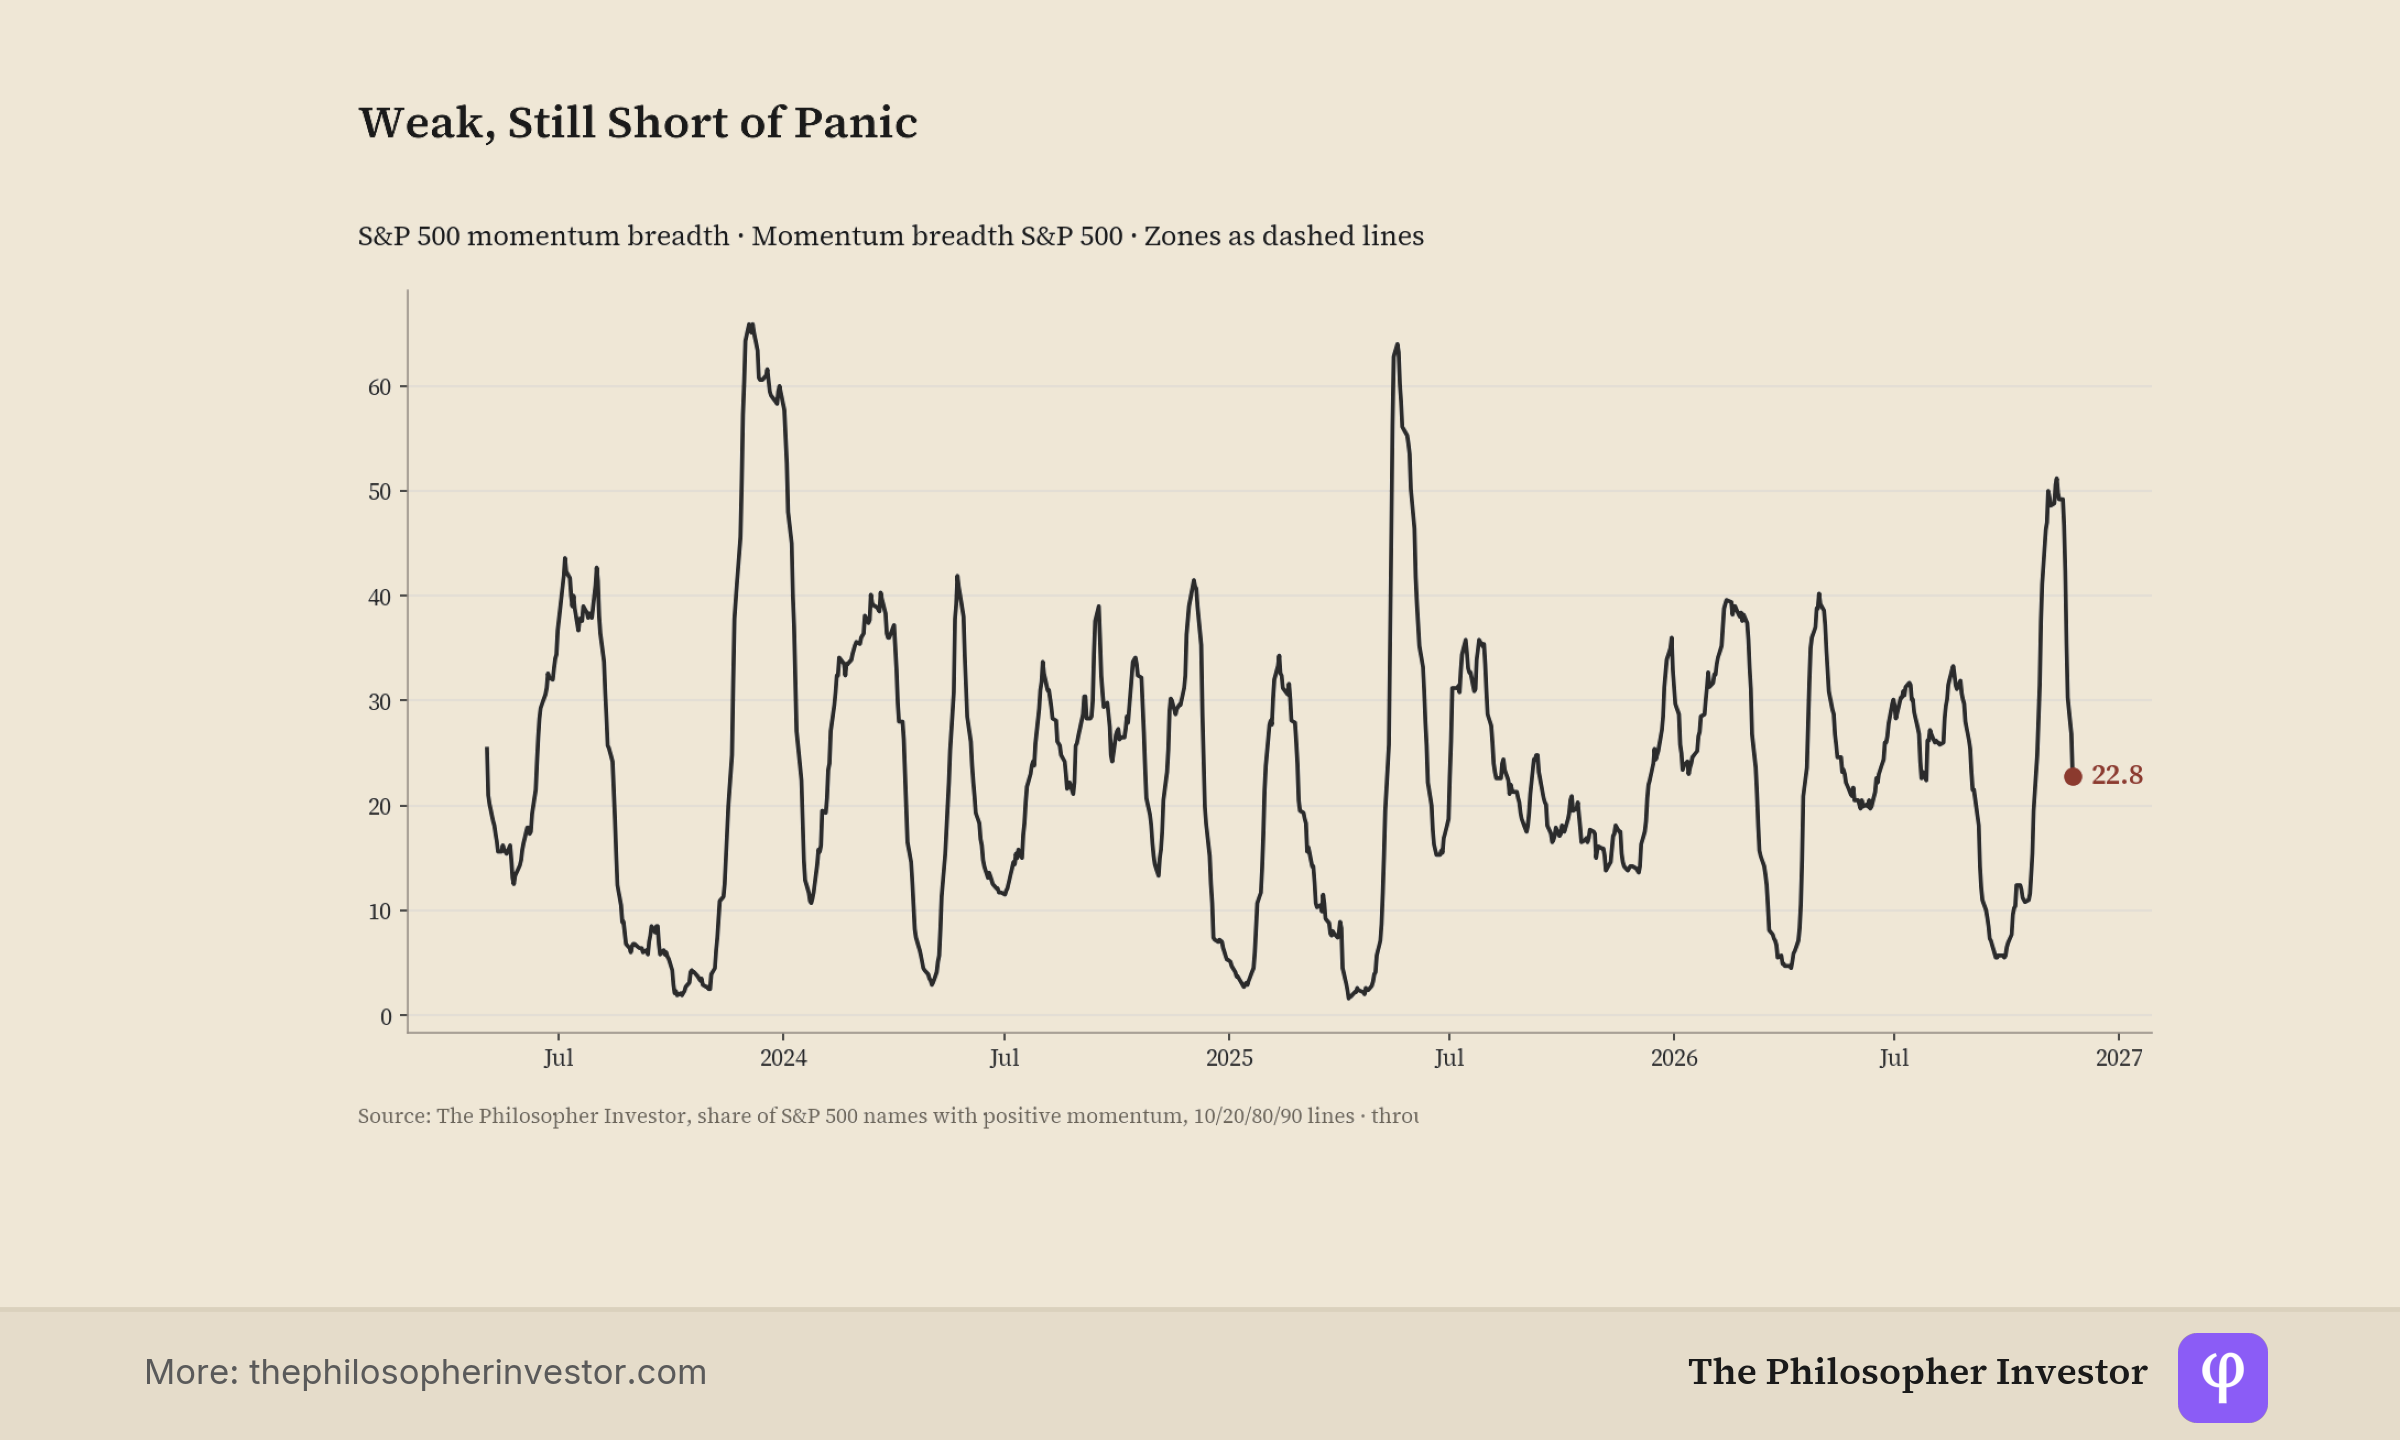 Weak, Still Short of Panic
S&P 500 momentum breadth · Momentum breadth S&P 500 · Zones as dashed lines
60
50
40
30
20
10
0
22.8
Jul 2024 Jul 2025 Jul 2026 Jul 2027
Source: The Philosopher Investor, share of S&P 500 names with positive momentum, 10/20/80/90 lines ·
More: thephilosopherinvestor.com
The Philosopher Investor φ